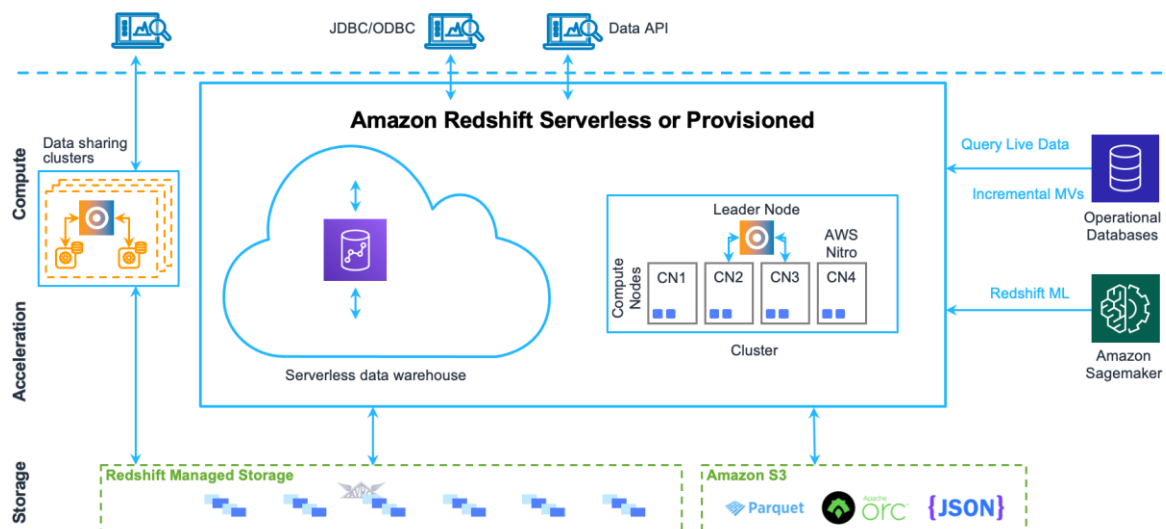 JDBC/ODBC
Data API
Amazon Redshift Serverless or Provisioned
Data sharing
clusters
Compute
Acceleration
Storage
Serverless data warehouse
Leader Node
AWS
Nitro
Compute
Nodes
CN1
CN2
CN3
CN4
Cluster
Query Live Data
Incremental MVs
Operational
Databases
Redshift ML
Amazon
Sagemaker
Redshift Managed Storage
Amazon S3
Parquet
Apache
orc
{JSON}